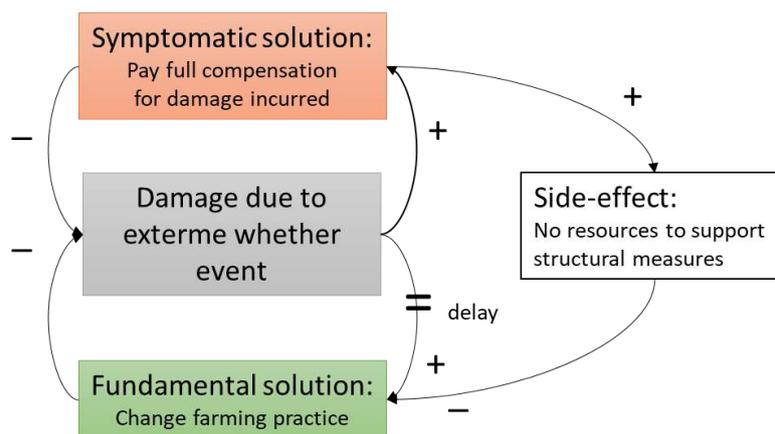 Symptomatic solution:
Pay full compensation
for damage incurred
–
+
+
Damage due to
exterme whether
event
Side-effect:
No resources to support
structural measures
–
=
delay
+
–
Fundamental solution:
Change farming practice